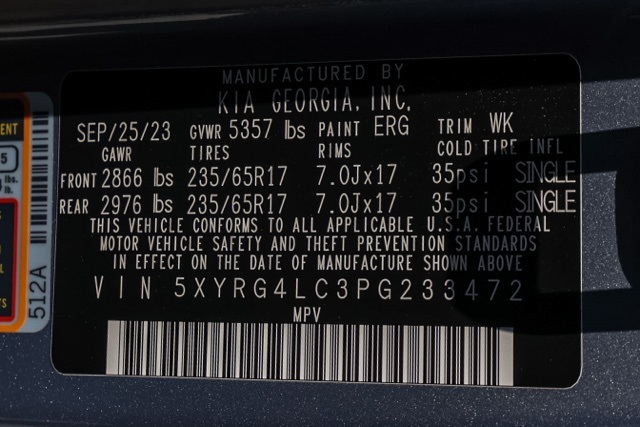 MANUFACTURED BY
KIA GEORGIA, INC.
SEP/25/23 GVWR 5357 lbs PAINT ERG TRIM WK
GAWR TIRES RIMS COLD TIRE INFL
FRONT 2866 lbs 235/65R17 7.0Jx17 35psi SINGLE
REAR 2976 lbs 235/65R17 7.0Jx17 35psi SINGLE
THIS VEHICLE CONFORMS TO ALL APPLICABLE U.S.A. FEDERAL
MOTOR VEHICLE SAFETY AND THEFT PREVENTION STANDARDS
IN EFFECT ON THE DATE OF MANUFACTURE SHOWN ABOVE
VIN 5XYRG4LC3PG233472
MPV
512A